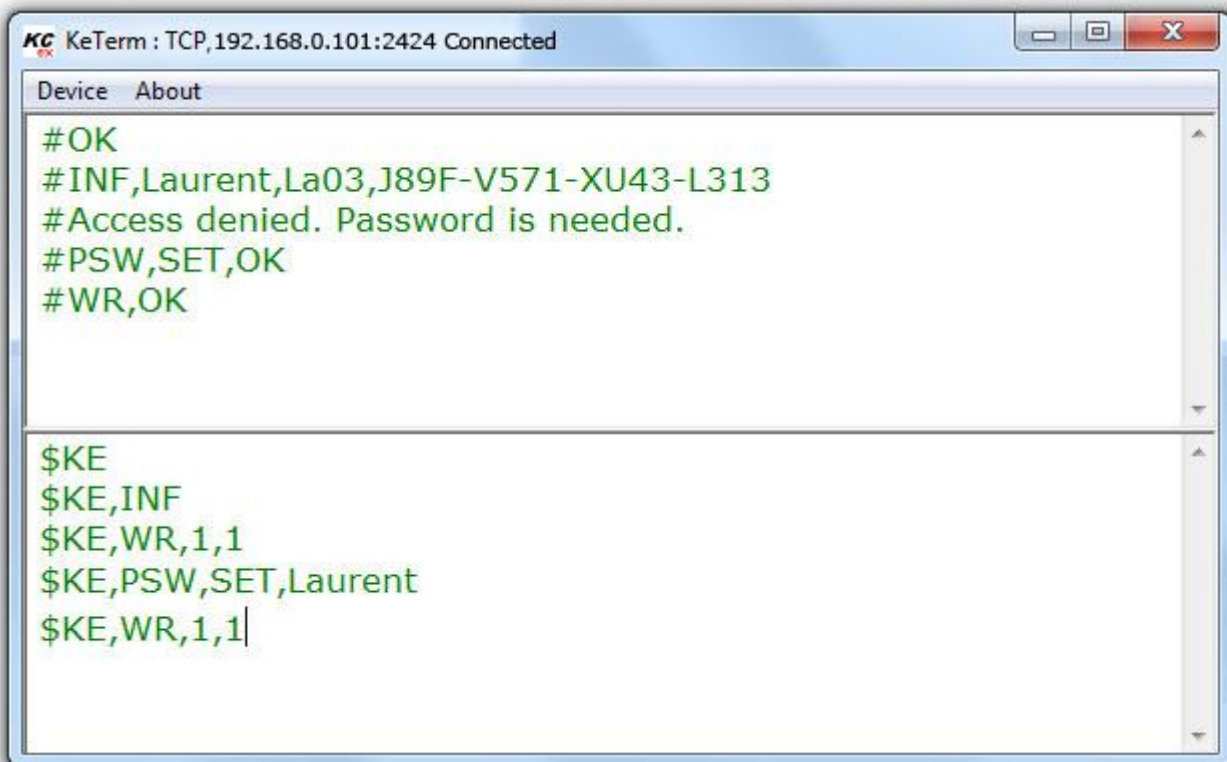 KC ex KeTerm : TCP,192.168.0.101:2424 Connected
Device About
#OK
#INF,Laurent,La03,J89F-V571-XU43-L313
#Access denied. Password is needed.
#PSW,SET,OK
#WR,OK
$KE
$KE,INF
$KE,WR,1,1
$KE,PSW,SET,Laurent
$KE,WR,1,1